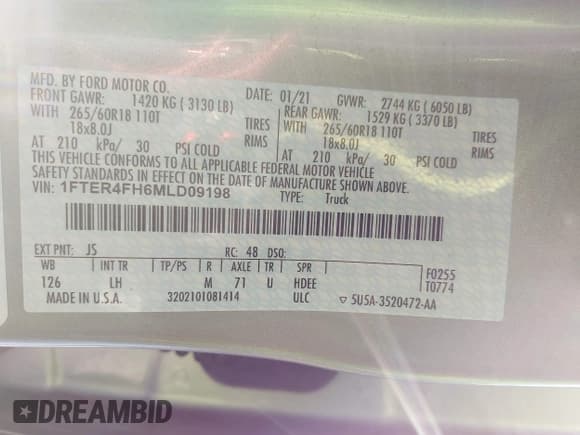 MFD. BY FORD MOTOR CO.
DATE: 01/21 GVWR: 2744 KG (6050 LB)
FRONT GAWR: 1420 KG (3130 LB) REAR GAWR: 1529 KG (3370 LB)
WITH 265/60R18 110T TIRES WITH 265/60R18 110T TIRES
18x8.0J RIMS 18x8.0J RIMS
AT 210 kPa/ 30 PSI COLD AT 210 kPa/ 30 PSI COLD
THIS VEHICLE CONFORMS TO ALL APPLICABLE FEDERAL MOTOR VEHICLE
SAFETY STANDARDS IN EFFECT ON THE DATE OF MANUFACTURE SHOWN ABOVE.
VIN: 1FTER4FH6MLD09198 TYPE: Truck
EXT PNT: JS RC: 48 DSO:
WB INT TR TP/PS R AXLE TR SPR F0255
126 LH M 71 U HDEE T0774
MADE IN U.S.A. 3202101081414 ULC ▽ 5U5A-3520472-AA
DREAMBID